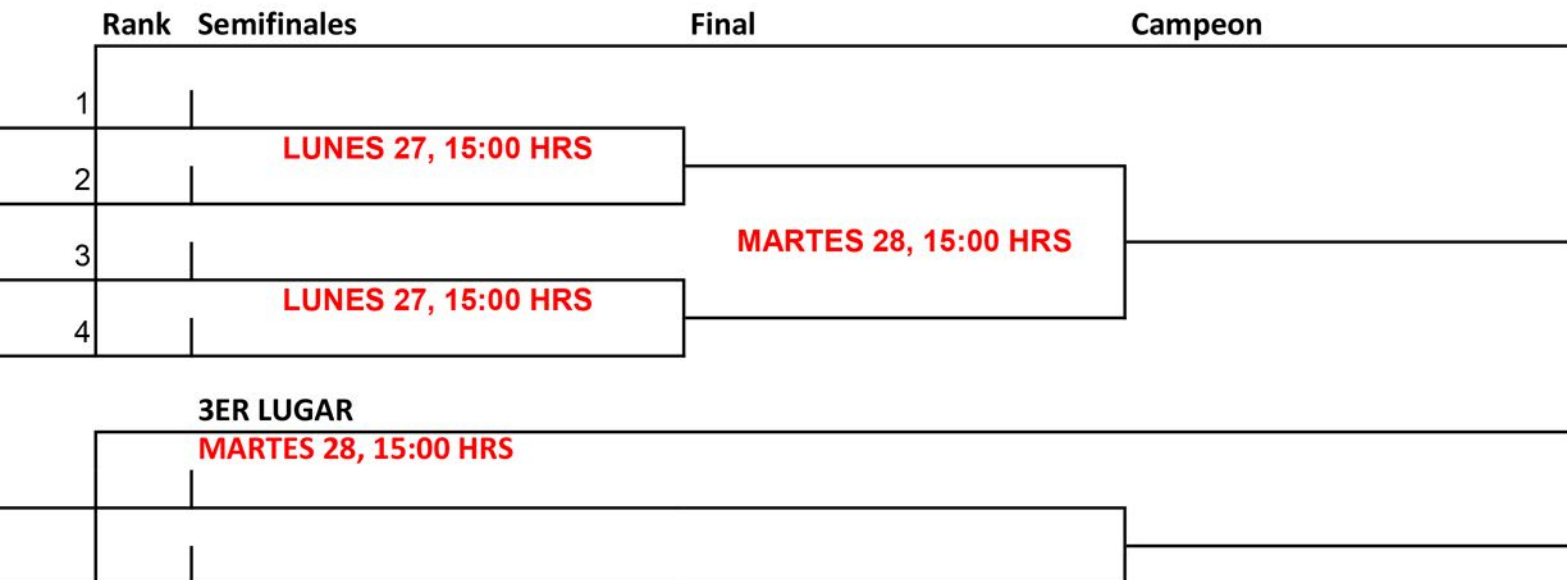 Rank Semifinales Final Campeon
1
LUNES 27, 15:00 HRS
2
MARTES 28, 15:00 HRS
3
LUNES 27, 15:00 HRS
4
3ER LUGAR
MARTES 28, 15:00 HRS